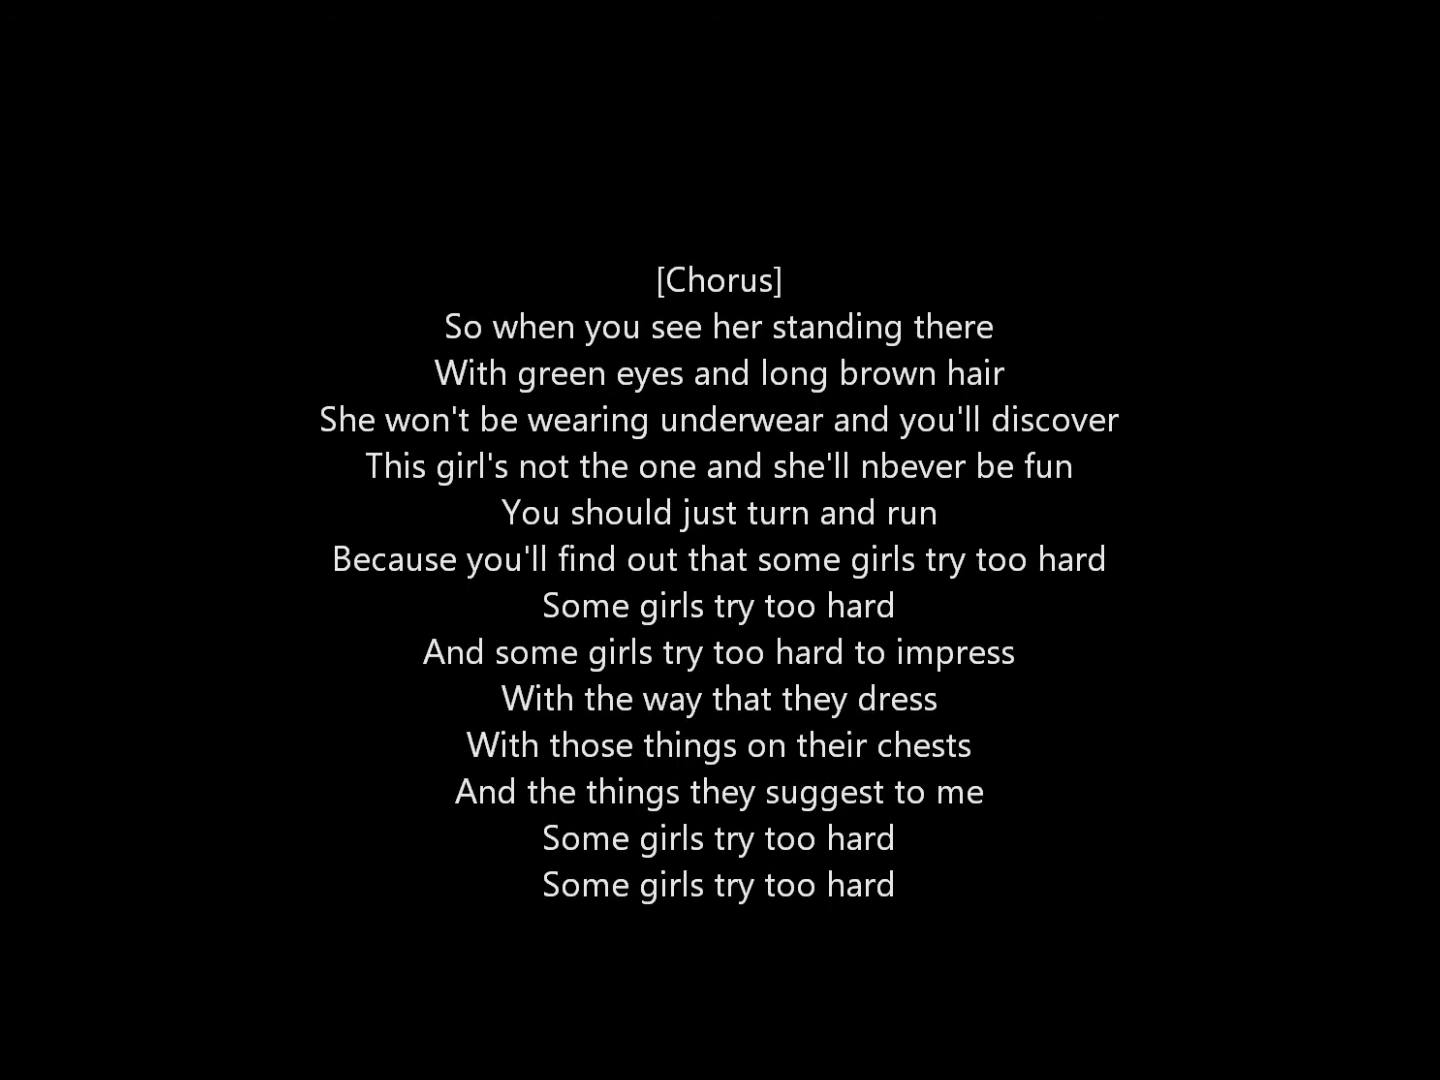 [Chorus]
So when you see her standing there
With green eyes and long brown hair
She won't be wearing underwear and you'll discover
This girl's not the one and she'll nbever be fun
You should just turn and run
Because you'll find out that some girls try too hard
Some girls try too hard
And some girls try too hard to impress
With the way that they dress
With those things on their chests
And the things they suggest to me
Some girls try too hard
Some girls try too hard